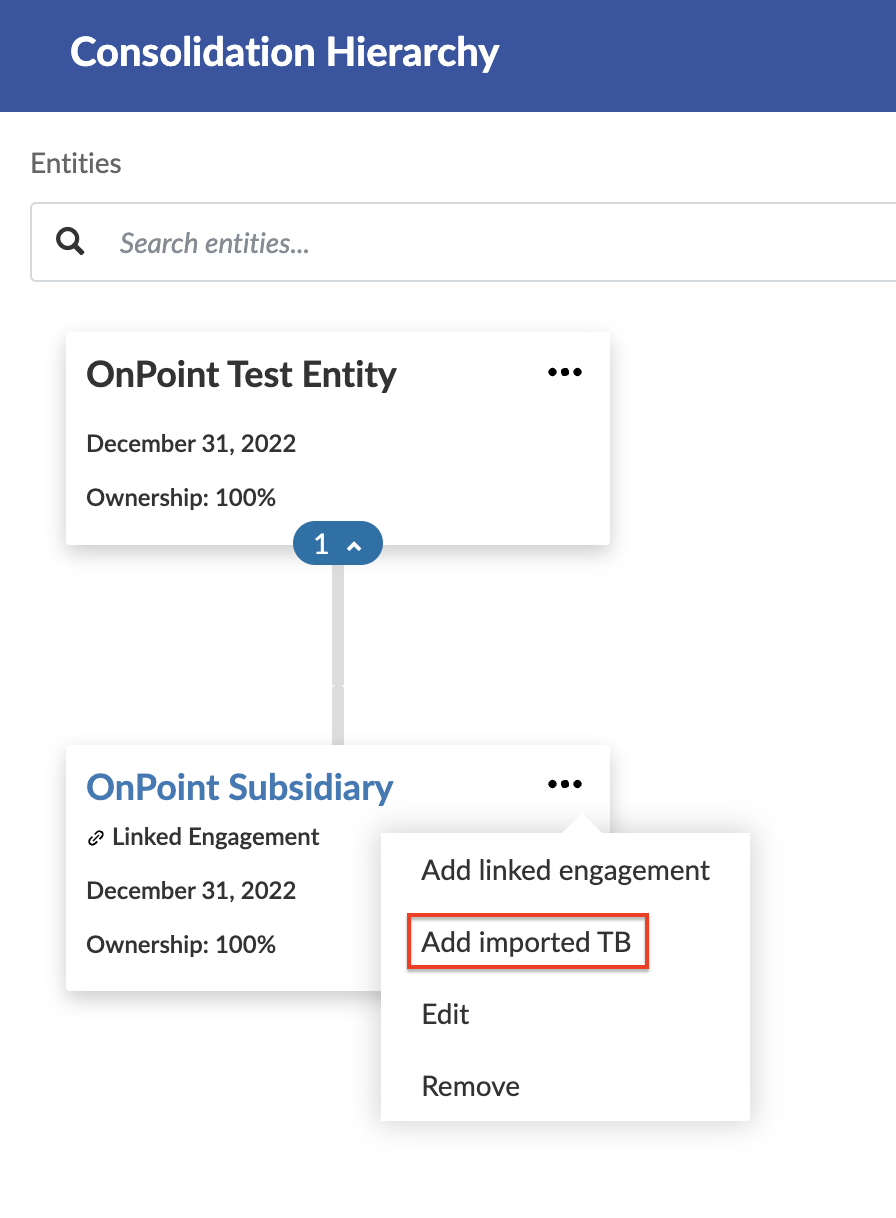 Consolidation Hierarchy
Entities
Search entities...
OnPoint Test Entity
December 31, 2022
Ownership: 100%
1
OnPoint Subsidiary
Linked Engagement
December 31, 2022
Ownership: 100%
Add linked engagement
Add imported TB
Edit
Remove